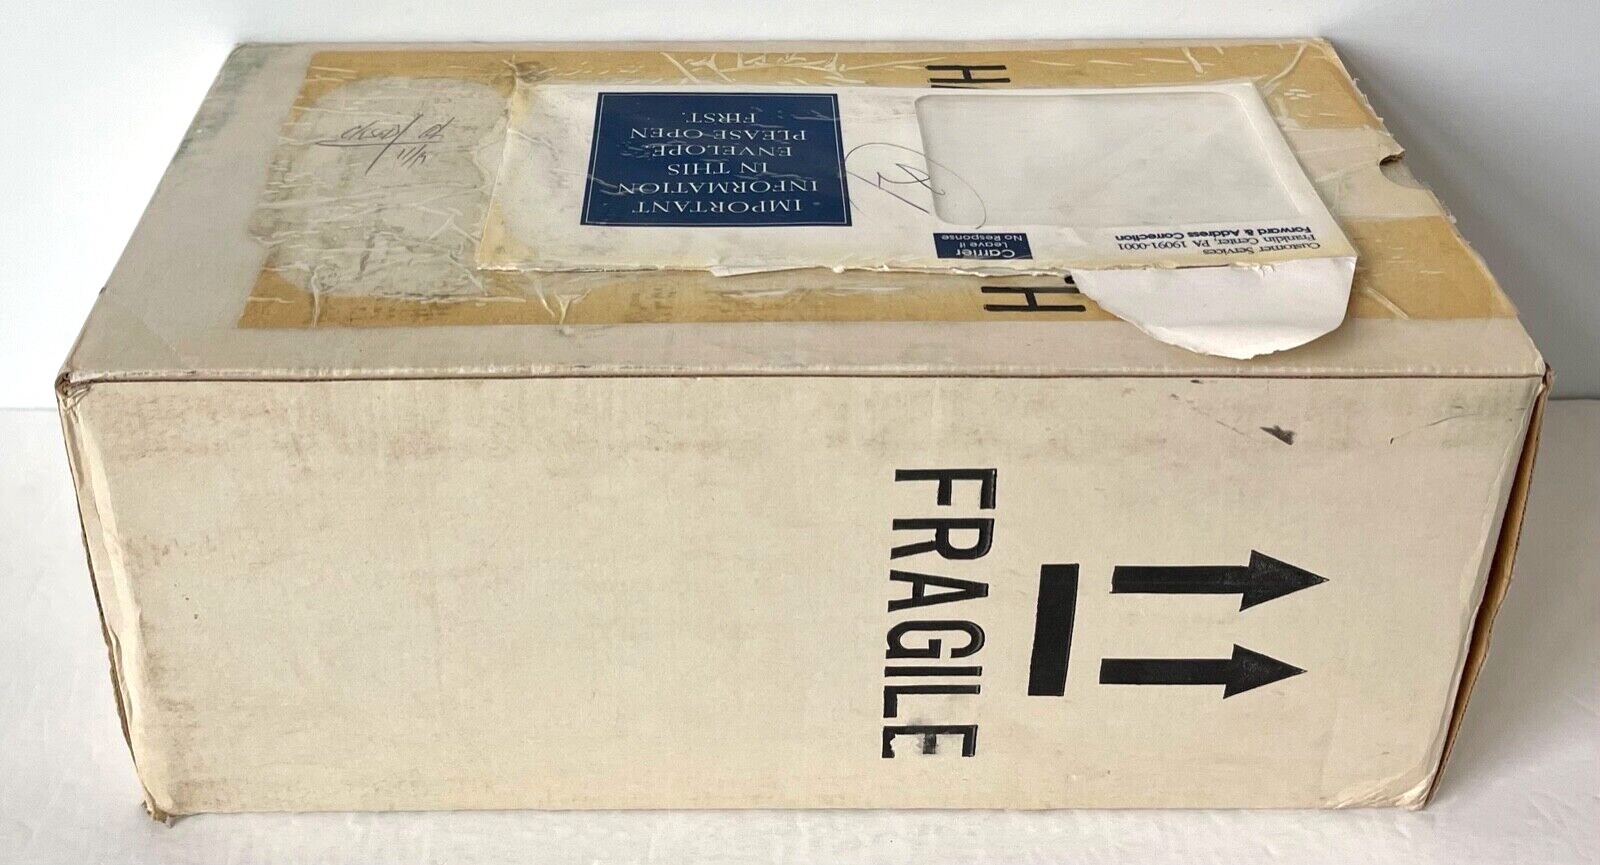 IMPORTANT
INFORMATION
IN THIS
ENVELOPE
PLEASE OPEN
FIRST.
Customer Services
Franklin Center, PA 19091-0001
Forward & Address Correction
Carrier
Leave if
No Response
H
FRAGILE